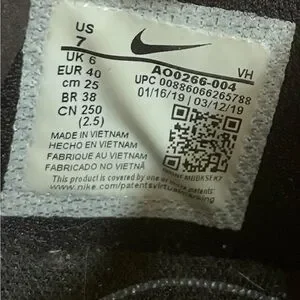 US
7
UK 6
EUR 40
cm 25
BR 38
CN 250
(2.5)
VH
AO0266-004
UPC 00886066265788
01/16/19 03/12/19
MADE IN VIETNAM
HECHO EN VIETNAM
FABRIQUE AU VIETNAM
FABRICADO NO VIETNÃ
This product is covered by one or more patents:
www.nike.com/patentsvirtualmarking